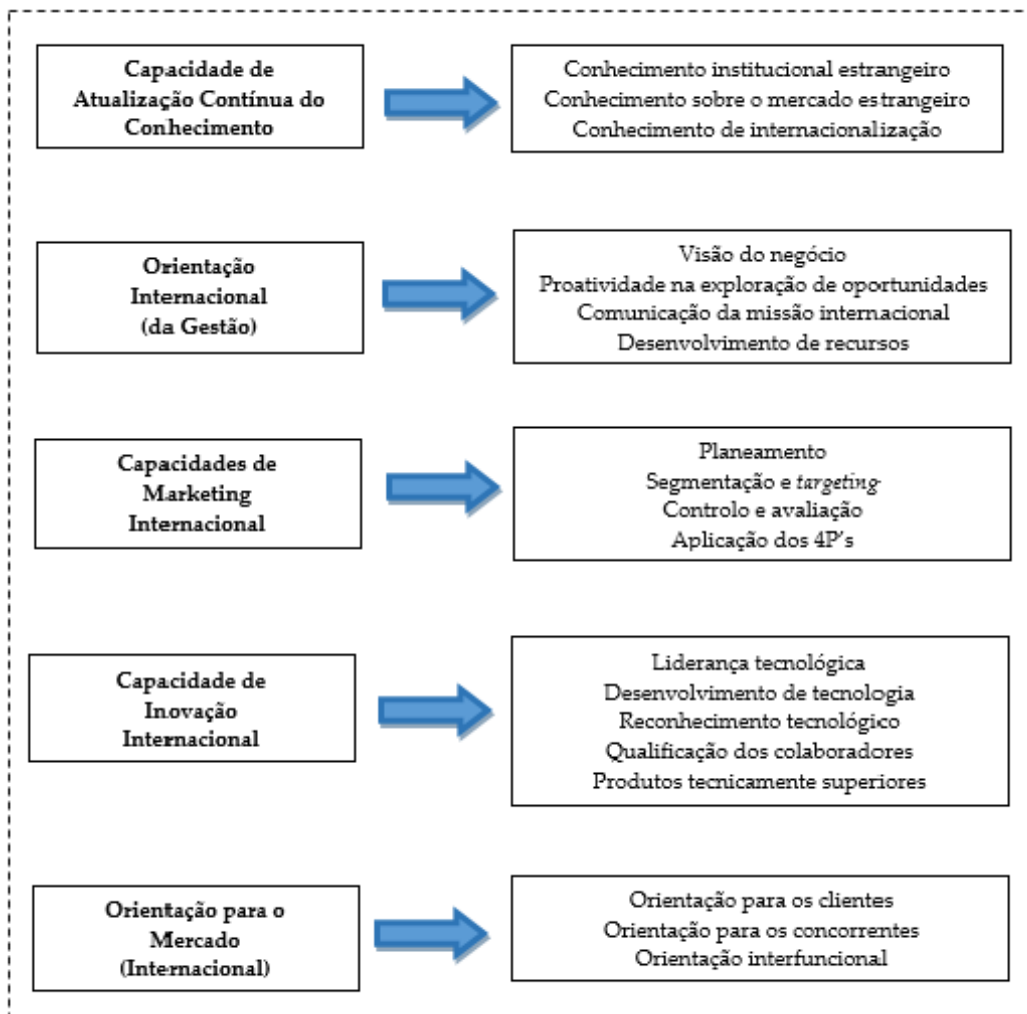 Capacidade de
Atualização Contínua do
Conhecimento
Conhecimento institucional estrangeiro
Conhecimento sobre o mercado estrangeiro
Conhecimento de internacionalização
Orientação
Internacional
(da Gestão)
Visão do negócio
Proatividade na exploração de oportunidades
Comunicação da missão internacional
Desenvolvimento de recursos
Capacidades de
Marketing
Internacional
Planeamento
Segmentação e targeting
Controlo e avaliação
Aplicação dos 4P's
Capacidade de
Inovação
Internacional
Liderança tecnológica
Desenvolvimento de tecnologia
Reconhecimento tecnológico
Qualificação dos colaboradores
Produtos tecnicamente superiores
Orientação para o
Mercado
(Internacional)
Orientação para os clientes
Orientação para os concorrentes
Orientação interfuncional